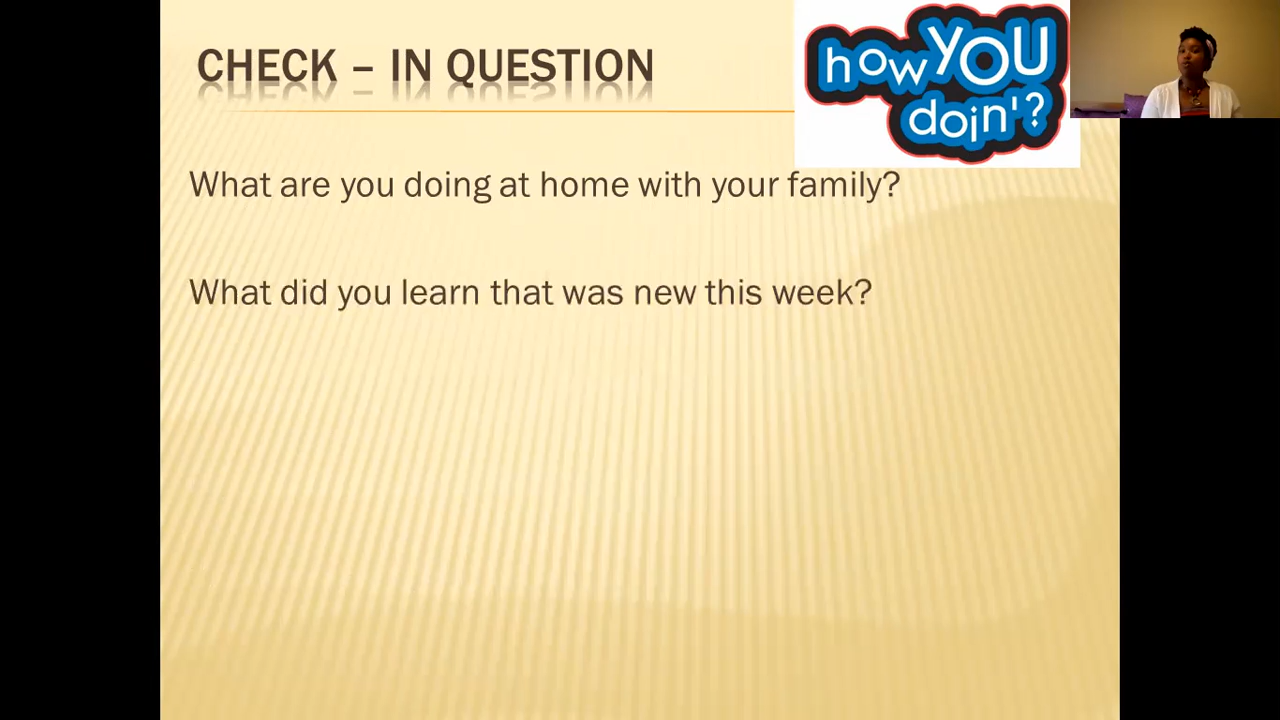 CHECK – IN QUESTION
how YOU
doin'?
What are you doing at home with your family?
What did you learn that was new this week?